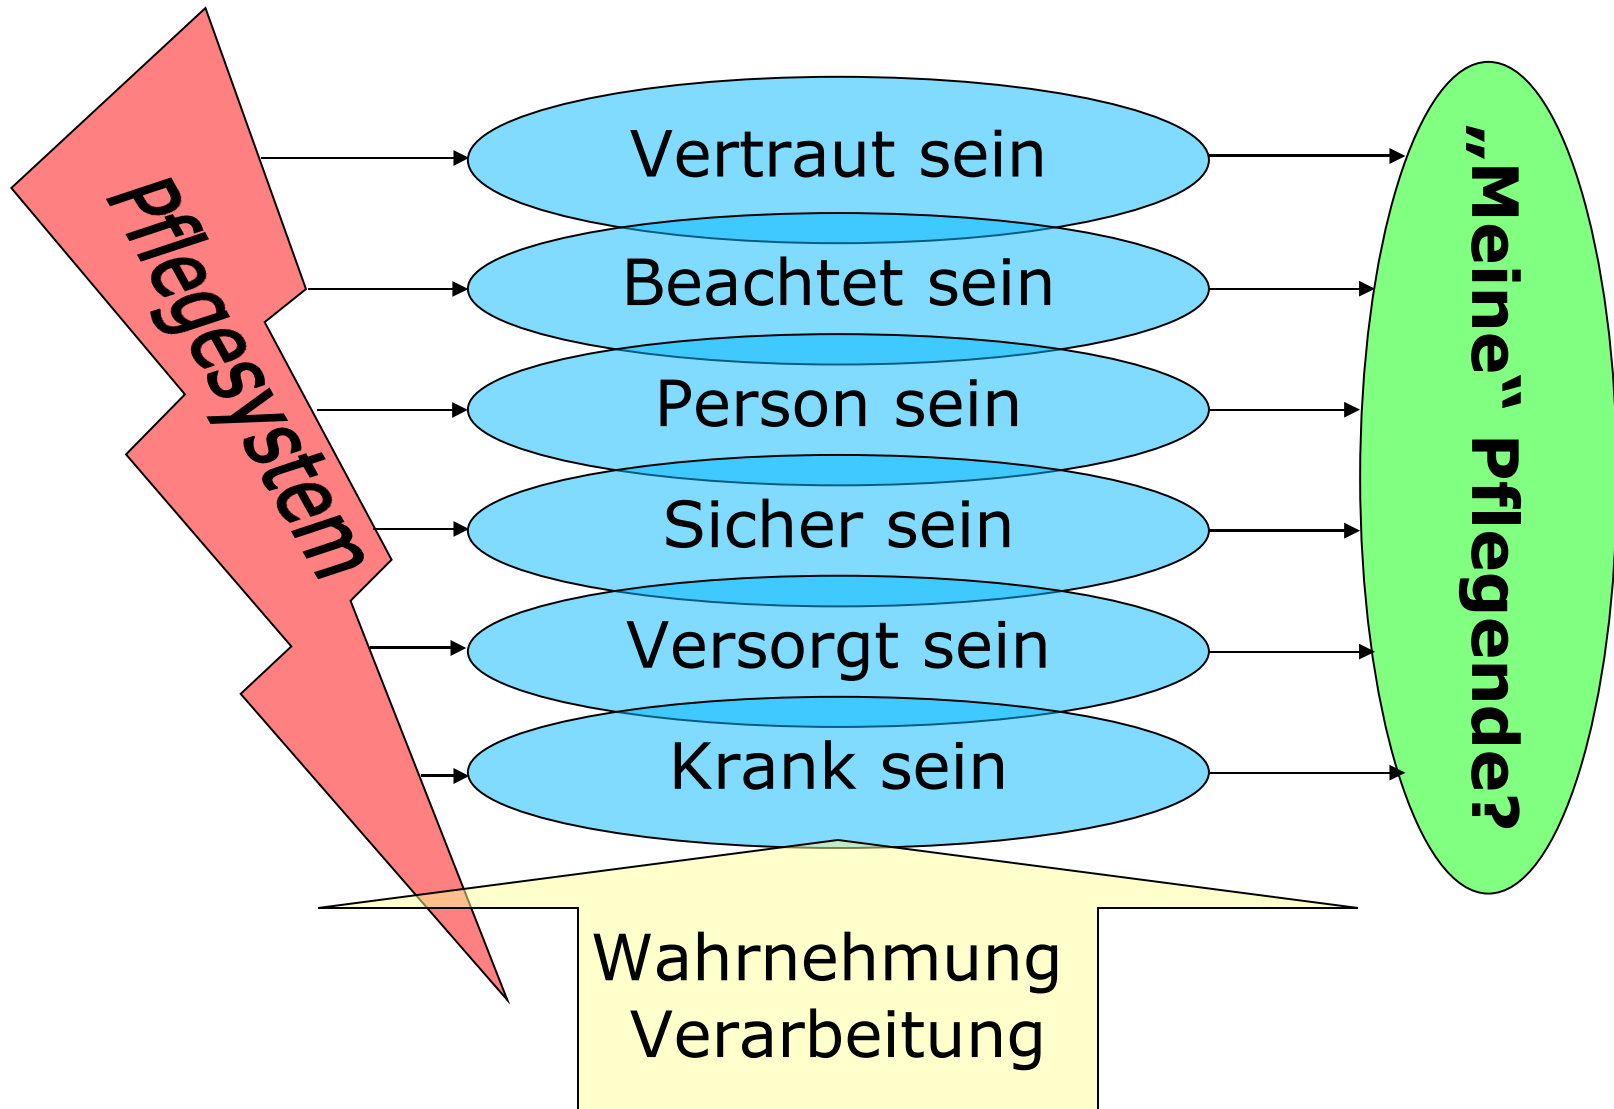 Pflegesystem
Vertraut sein
Beachtet sein
Person sein
Sicher sein
Versorgt sein
Krank sein
„Meine“ Pflegende?
Wahrnehmung
Verarbeitung